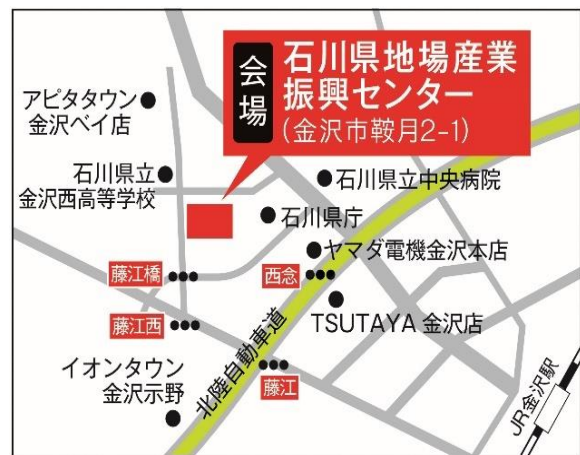 会場
石川県地場産業
振興センター
(金沢市鞍月2-1)
アピタタウン
金沢ベイ店
石川県立
金沢西高等学校
石川県立中央病院
石川県庁
ヤマダ電機金沢本店
藤江橋
西念
TSUTAYA 金沢店
藤江西
北陸自動車道
藤江
イオンタウン
金沢示野
JR金沢駅